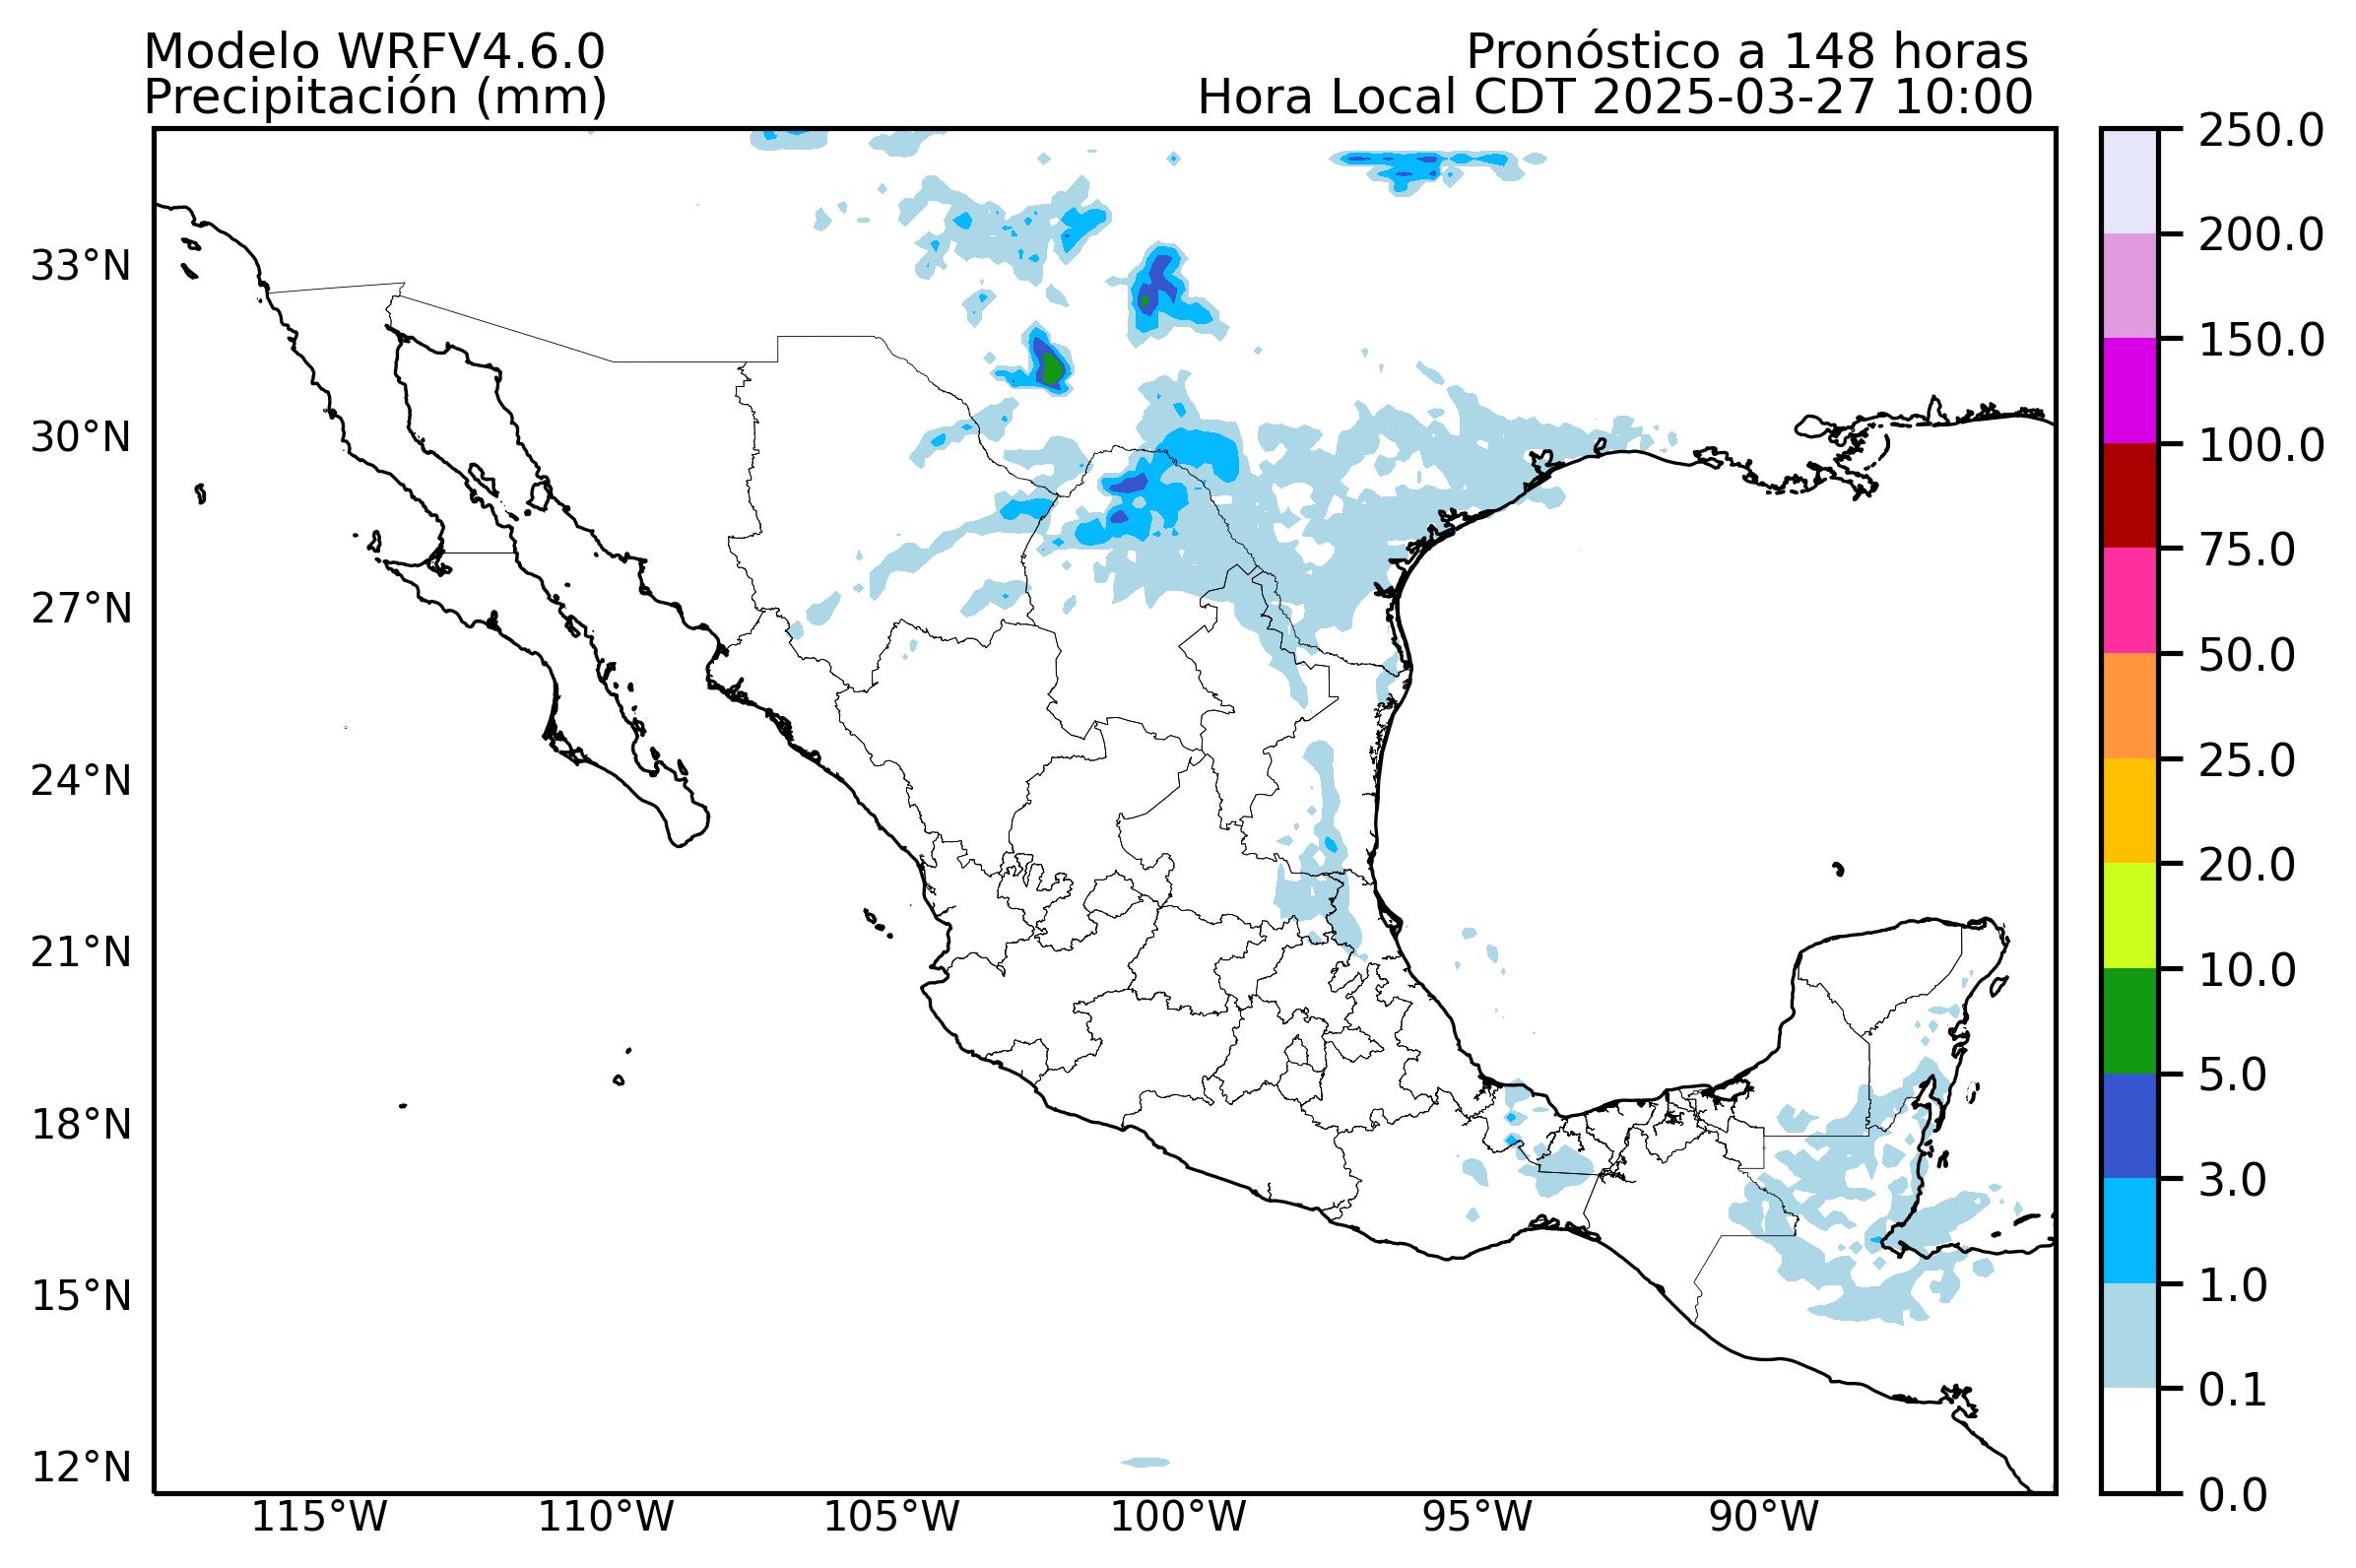 Modelo WRFV4.6.0
Precipitación (mm)
Pronóstico a 148 horas
Hora Local CDT 2025-03-27 10:00
33°N
30°N
27°N
24°N
21°N
18°N
15°N
12°N
115°W
110°W
105°W
100°W
95°W
90°W
250.0
200.0
150.0
100.0
75.0
50.0
25.0
20.0
10.0
5.0
3.0
1.0
0.1
0.0